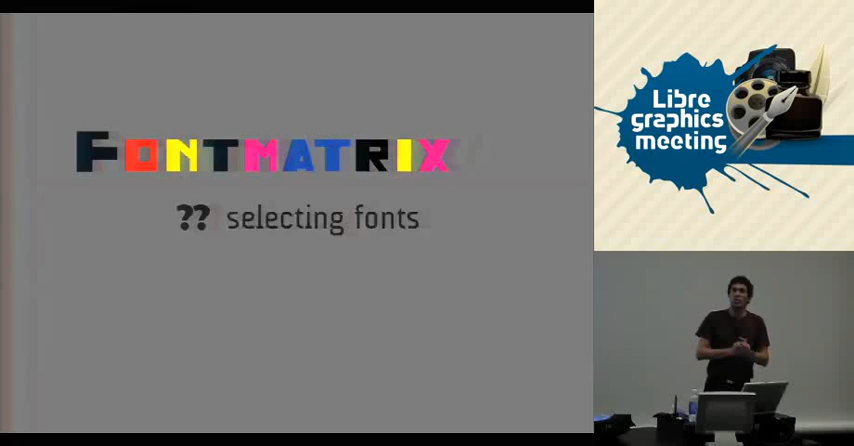 FONTMATRIX
?? selecting fonts
Libre
graphics
meeting